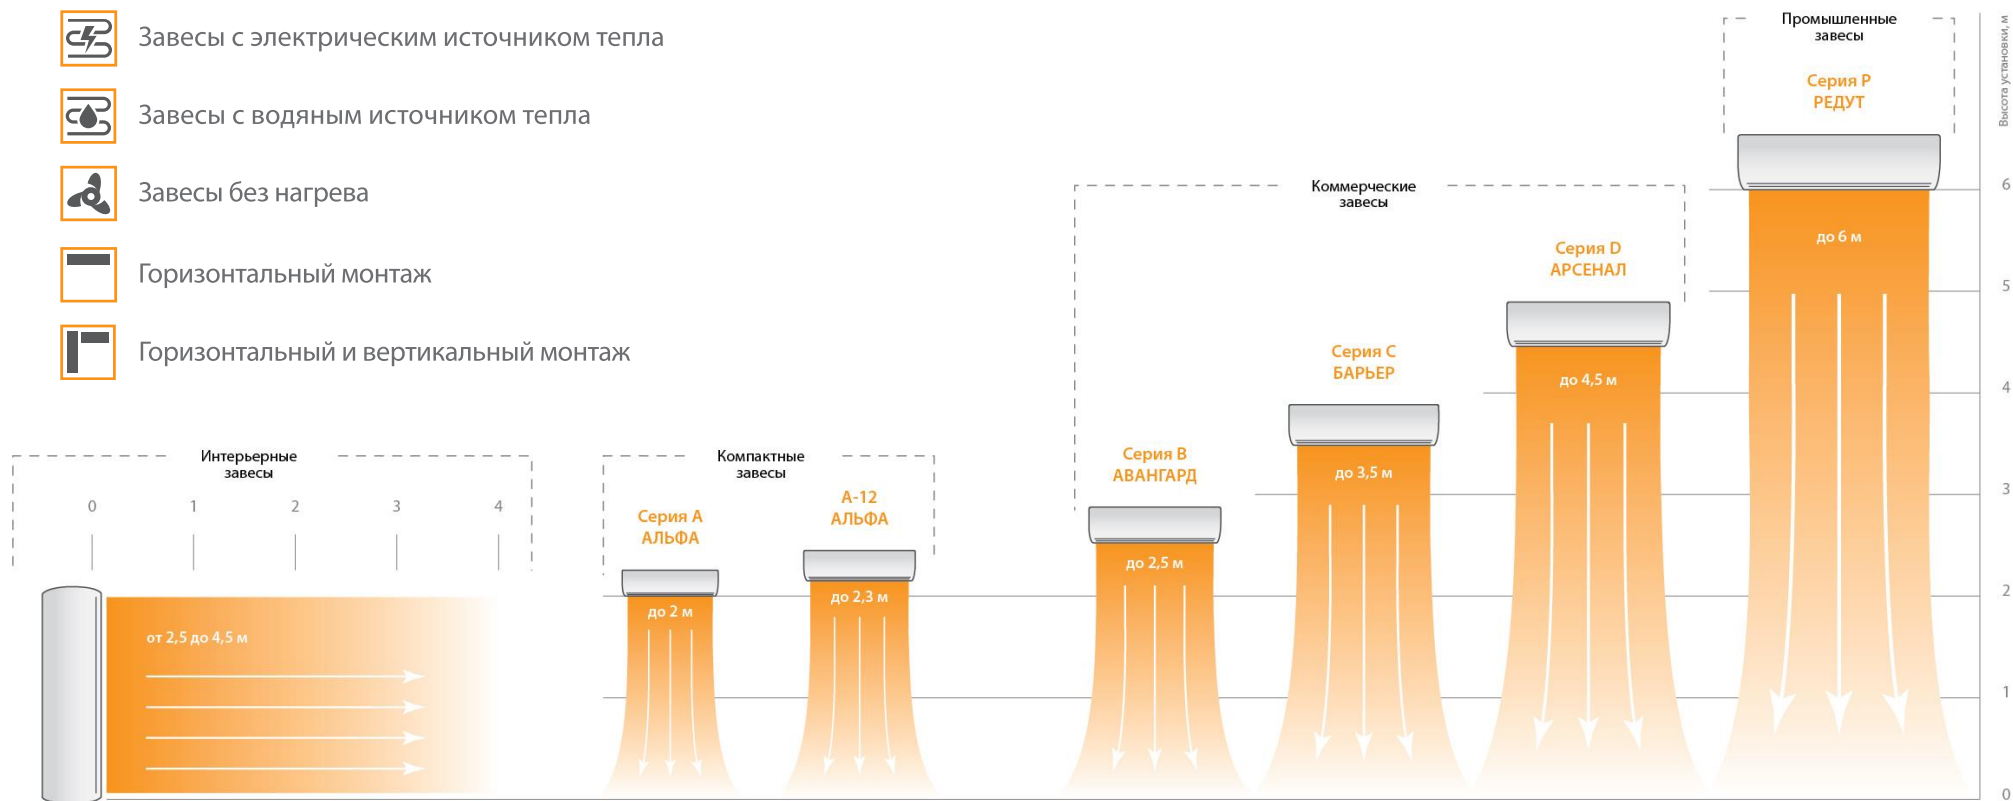 Завесы с электрическим источником тепла
Завесы с водяным источником тепла
Завесы без нагрева
Горизонтальный монтаж
Горизонтальный и вертикальный монтаж
Интерьерные
завесы
0 1 2 3 4
от 2,5 до 4,5 м
Компактные
завесы
Серия А
АЛЬФА
до 2 м
А-12
АЛЬФА
до 2,3 м
Коммерческие
завесы
Серия В
АВАНГАРД
до 2,5 м
Серия С
БАРЬЕР
до 3,5 м
Серия D
АРСЕНАЛ
до 4,5 м
Промышленные
завесы
Серия Р
РЕДУТ
до 6 м
Высота установки, м
6
5
4
3
2
1
0